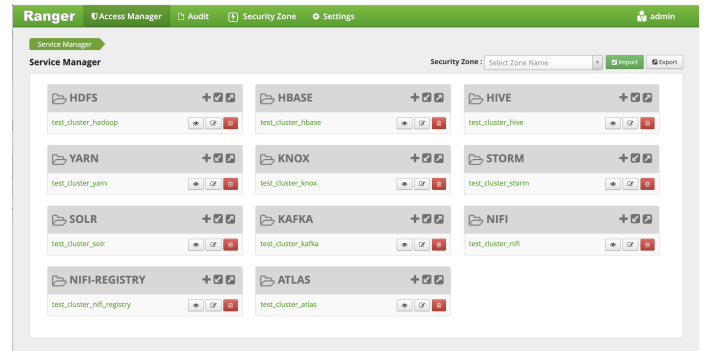 Ranger Access Manager Audit Security Zone Settings admin
Service Manager
Service Manager Security Zone : Select Zone Name Import Export
HDFS HBASE HIVE
test_cluster_hadoop test_cluster_hbase test_cluster_hive
YARN KNOX STORM
test_cluster_yarn test_cluster_knox test_cluster_storm
SOLR KAFKA NIFI
test_cluster_solr test_cluster_kafka test_cluster_nifi
NIFI-REGISTRY ATLAS
test_cluster_nifi_registry test_cluster_atlas